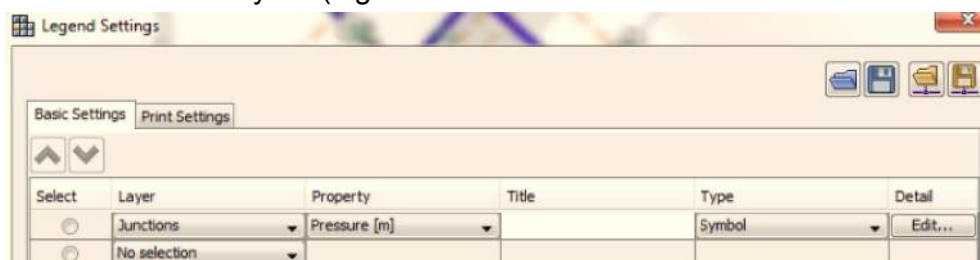 Legend Settings
Basic Settings Print Settings
Select Layer Property Title Type Detail
Junctions Pressure [m] Symbol Edit...
No selection